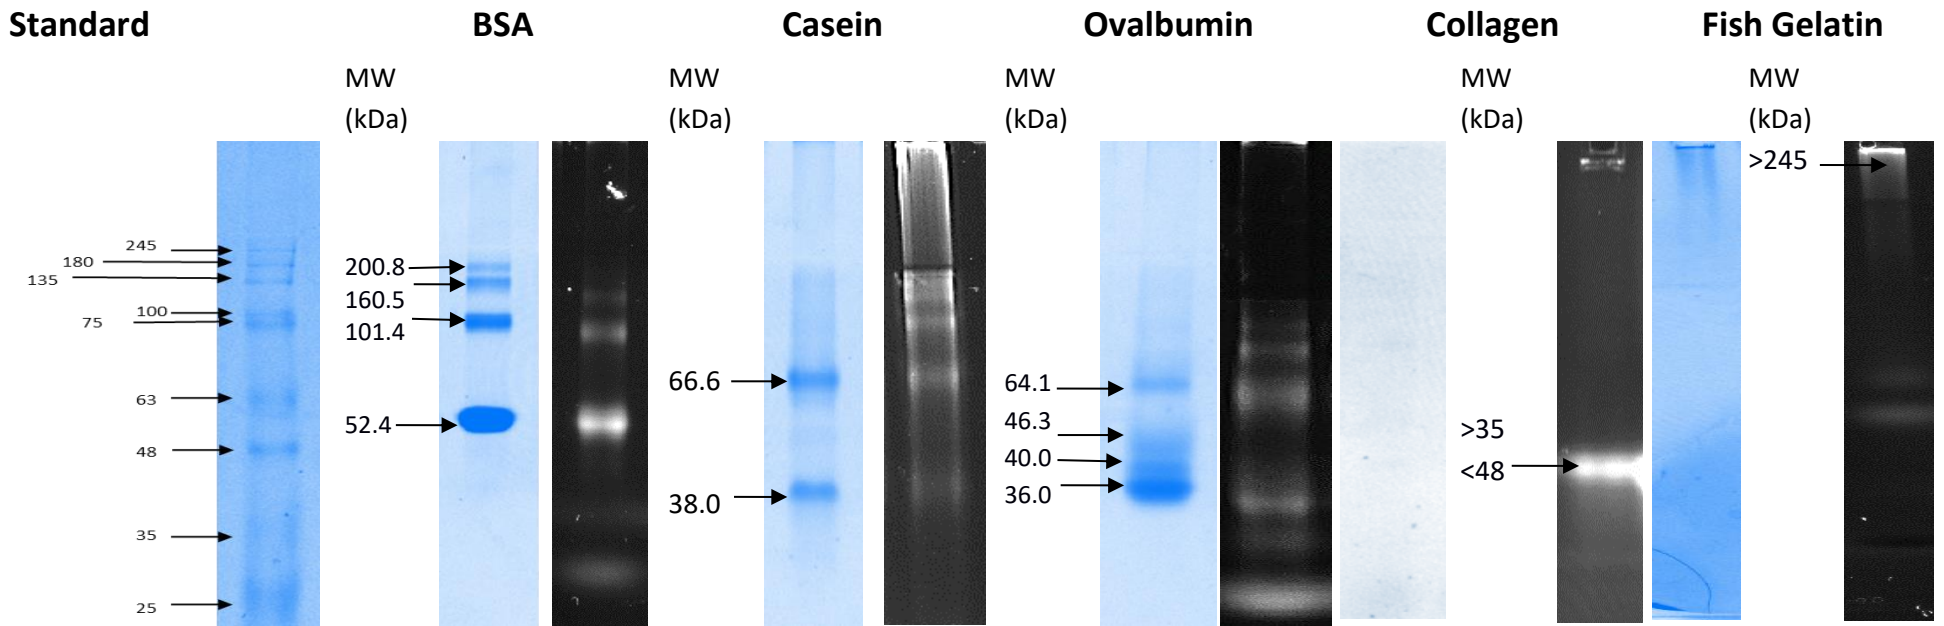 Standard
BSA
Casein
Ovalbumin
Collagen
Fish Gelatin
MW
(kDa)
MW
(kDa)
MW
(kDa)
MW
(kDa)
MW
(kDa)
245
180
135
100
75
63
48
35
25
200.8
160.5
101.4
52.4
66.6
38.0
64.1
46.3
40.0
36.0
>35
<48
>245